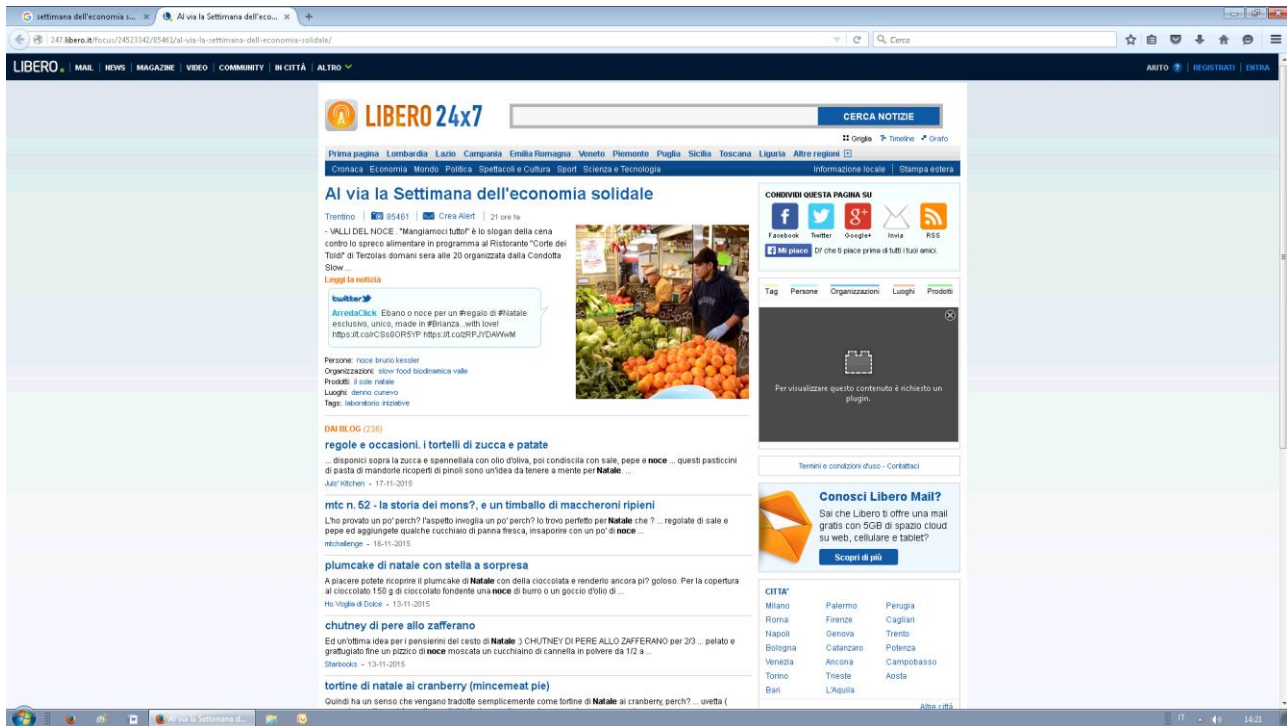 settimana dell'economia s...
Al via la Settimana dell'eco...
247.libero.it/focus/24523342/85461/al-via-la-settimana-dell-economia-solidale/
Cerca
LIBERO MAIL NEWS MAGAZINE VIDEO COMMUNITY IN CITTÀ ALTRO
AIUTO ? REGISTRATI ENTRA
LIBERO 24x7
CERCA NOTIZIE
Griglia Timeline Grafo
Prima pagina Lombardia Lazio Campania Emilia Romagna Veneto Piemonte Puglia Sicilia Toscana Liguria Altre regioni
Cronaca Economia Mondo Politica Spettacoli e Cultura Sport Scienza e Tecnologia
Informazione locale Stampa estera
Al via la Settimana dell'economia solidale
Trentino 85461 Crea Alert 21 ore fa
- VALLI DEL NOCE . "Mangiamoci tutto!" è lo slogan della cena
contro lo spreco alimentare in programma al Ristorante "Corte dei
Toldi" di Terzolas domani sera alle 20 organizzata dalla Condotta
Slow ...
Leggi la notizia
twitter
ArredaClick Ebano o noce per un #regalo di #Natale
esclusivo, unico, made in #Brianza...with love!
Persone: noce bruno kessler
Organizzazioni: slow food biodinamica valle
Prodotti: il sole natale
Luoghi: denno cunevo
Tags: laboratorio iniziative
DAI BLOG (236)
regole e occasioni. i tortelli di zucca e patate
... disponici sopra la zucca e spennellala con olio d'oliva, poi condiscila con sale, pepe e noce ... questi pasticcini
di pasta di mandorle ricoperti di pinoli sono un'idea da tenere a mente per Natale. ...
Juls' Kitchen - 17-11-2015
mtc n. 52 - la storia dei mons?, e un timballo di maccheroni ripieni
L'ho provato un po' perch? l'aspetto invoglia un po' perch? lo trovo perfetto per Natale che ? ... regolate di sale e
pepe ed aggiungete qualche cucchiaio di panna fresca, insaporire con un po' di noce ...
mtchallenge - 16-11-2015
plumcake di natale con stella a sorpresa
A piacere potete ricoprire il plumcake di Natale con della cioccolata e renderlo ancora pi? goloso. Per la copertura
al cioccolato 150 g di cioccolato fondente una noce di burro o un goccio d'olio di ...
Ho Voglia di Dolce - 13-11-2015
chutney di pere allo zafferano
Ed un'ottima idea per i pensierini del cesto di Natale :) CHUTNEY DI PERE ALLO ZAFFERANO per 2/3 ... pelato e
grattugiato fine un pizzico di noce moscata un cucchiaino di cannella in polvere da 1/2 a ...
Starbooks - 13-11-2015
tortine di natale ai cranberry (mincemeat pie)
Quindi ha un senso che vengano tradotte semplicemente come tortine di Natale ai cranberry, perch? ... uvetta (
CONDIVIDI QUESTA PAGINA SU
Facebook Twitter Google+ Invia RSS
Mi piace Di' che ti piace prima di tutti i tuoi amici.
Tag Persone Organizzazioni Luoghi Prodotti
Per visualizzare questo contenuto è richiesto un
plugin.
Termini e condizioni d'uso - Contattaci
Conosci Libero Mail?
Sai che Libero ti offre una mail
gratis con 5GB di spazio cloud
su web, cellulare e tablet?
Scopri di più
CITTA'
Milano Palermo Perugia
Roma Firenze Cagliari
Napoli Genova Trento
Bologna Catanzaro Potenza
Venezia Ancona Campobasso
Torino Trieste Aosta
Bari L'Aquila
Altre città
Al via la Settimana d...
IT 14:21